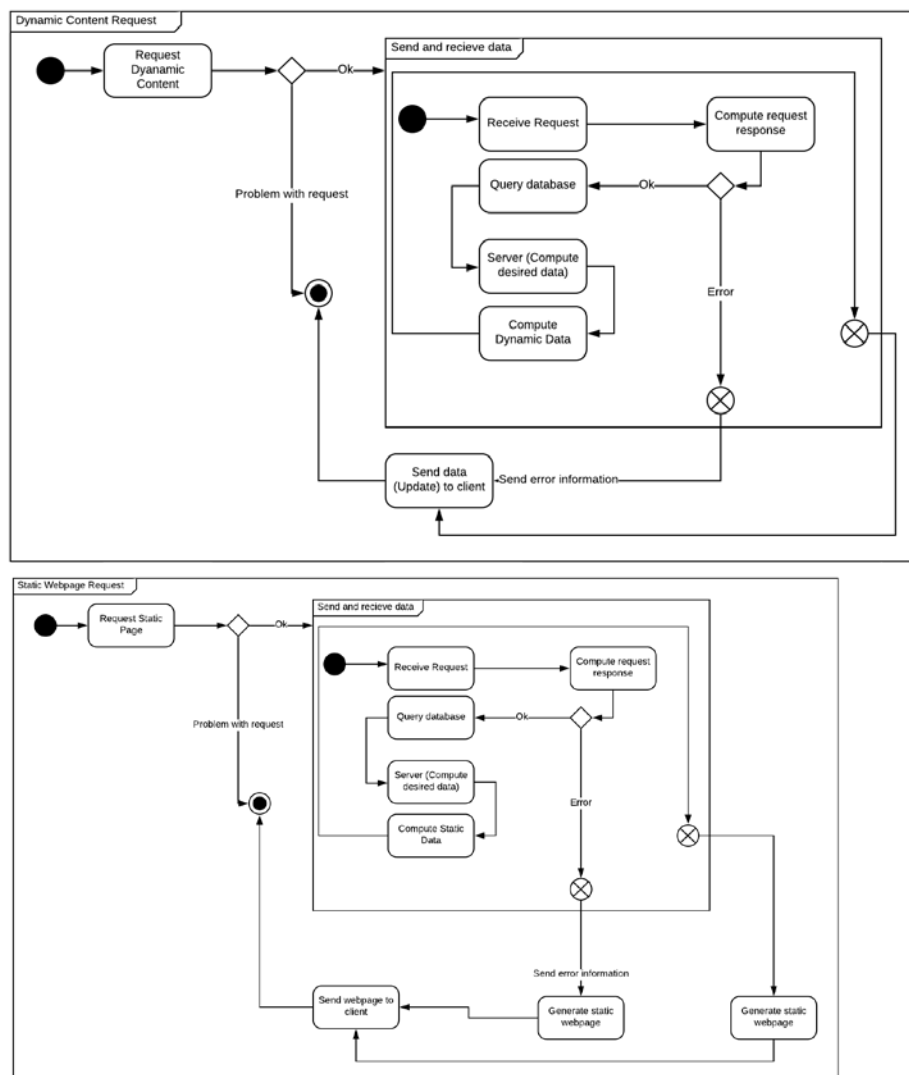 Dynamic Content Request
Send and recieve data
Request
Dyanamic
Content
Ok
Receive Request
Compute request
response
Query database
Ok
Problem with request
Server (Compute
desired data)
Error
Compute
Dynamic Data
Send data
(Update) to client
Send error information
Static Webpage Request
Send and recieve data
Request Static
Page
Ok
Receive Request
Compute request
response
Query database
Ok
Problem with request
Server (Compute
desired data)
Error
Compute Static
Data
Send error information
Send webpage to
client
Generate static
webpage
Generate static
webpage